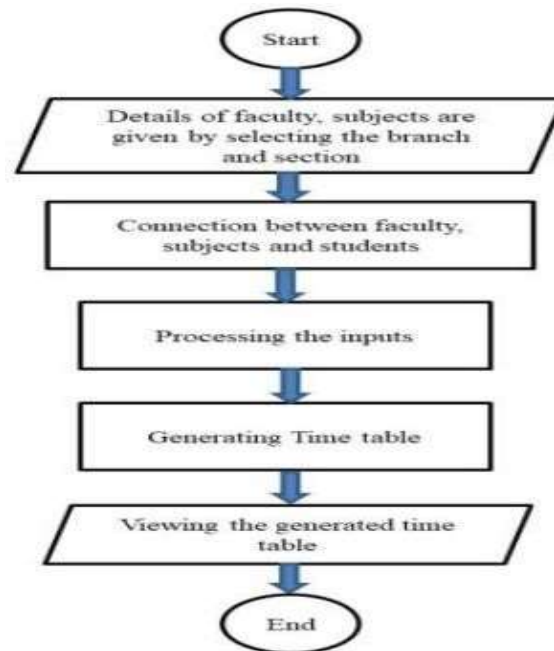 Start
Details of faculty, subjects are
given by selecting the branch
and section
Connection between faculty,
subjects and students
Processing the inputs
Generating Time table
Viewing the generated time
table
End